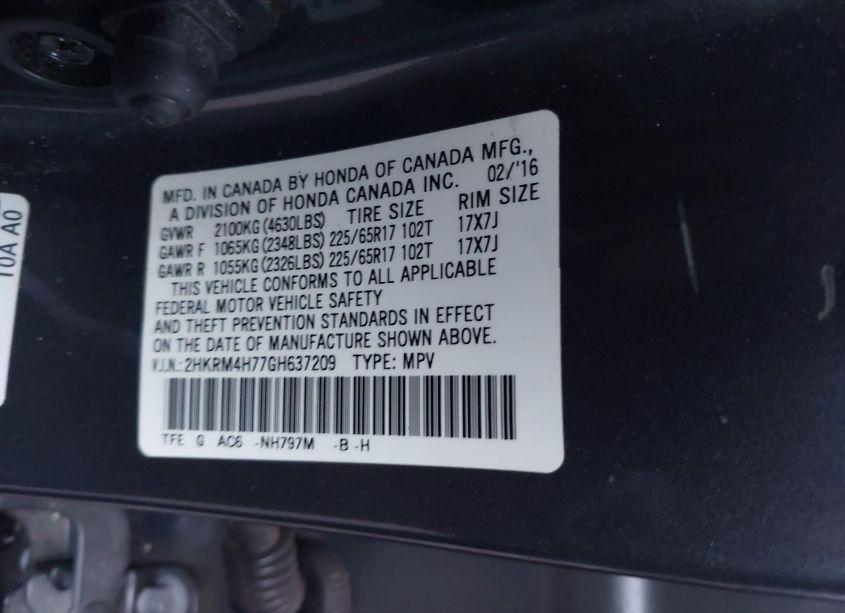 MFD. IN CANADA BY HONDA OF CANADA MFG.,
A DIVISION OF HONDA CANADA INC. 02/'16
GVWR 2100KG (4630LBS) TIRE SIZE RIM SIZE
GAWR F 1065KG (2348LBS) 225/65R17 102T 17X7J
GAWR R 1055KG (2326LBS) 225/65R17 102T 17X7J
THIS VEHICLE CONFORMS TO ALL APPLICABLE
FEDERAL MOTOR VEHICLE SAFETY
AND THEFT PREVENTION STANDARDS IN EFFECT
ON THE DATE OF MANUFACTURE SHOWN ABOVE.
V.I.N.: 2HKRM4H77GH637209 TYPE: MPV
TFE G AC6 -NH797M -B -H
10A A0